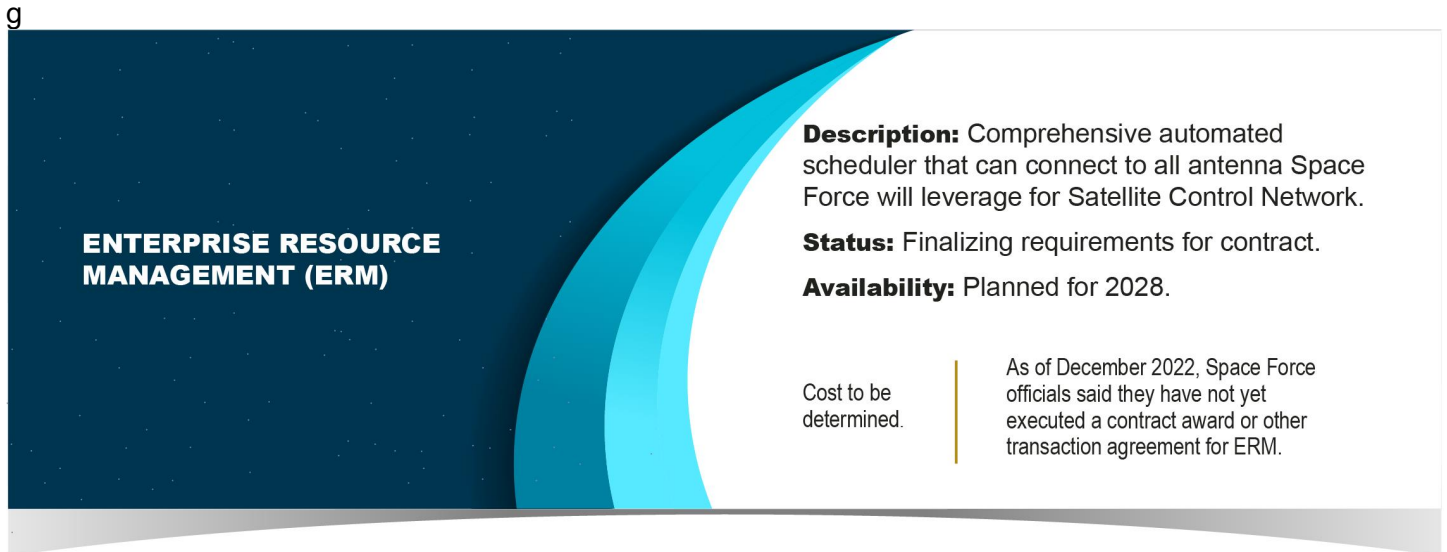 g
ENTERPRISE RESOURCE
MANAGEMENT (ERM)
Description: Comprehensive automated
scheduler that can connect to all antenna Space
Force will leverage for Satellite Control Network.
Status: Finalizing requirements for contract.
Availability: Planned for 2028.
Cost to be
determined.
As of December 2022, Space Force
officials said they have not yet
executed a contract award or other
transaction agreement for ERM.